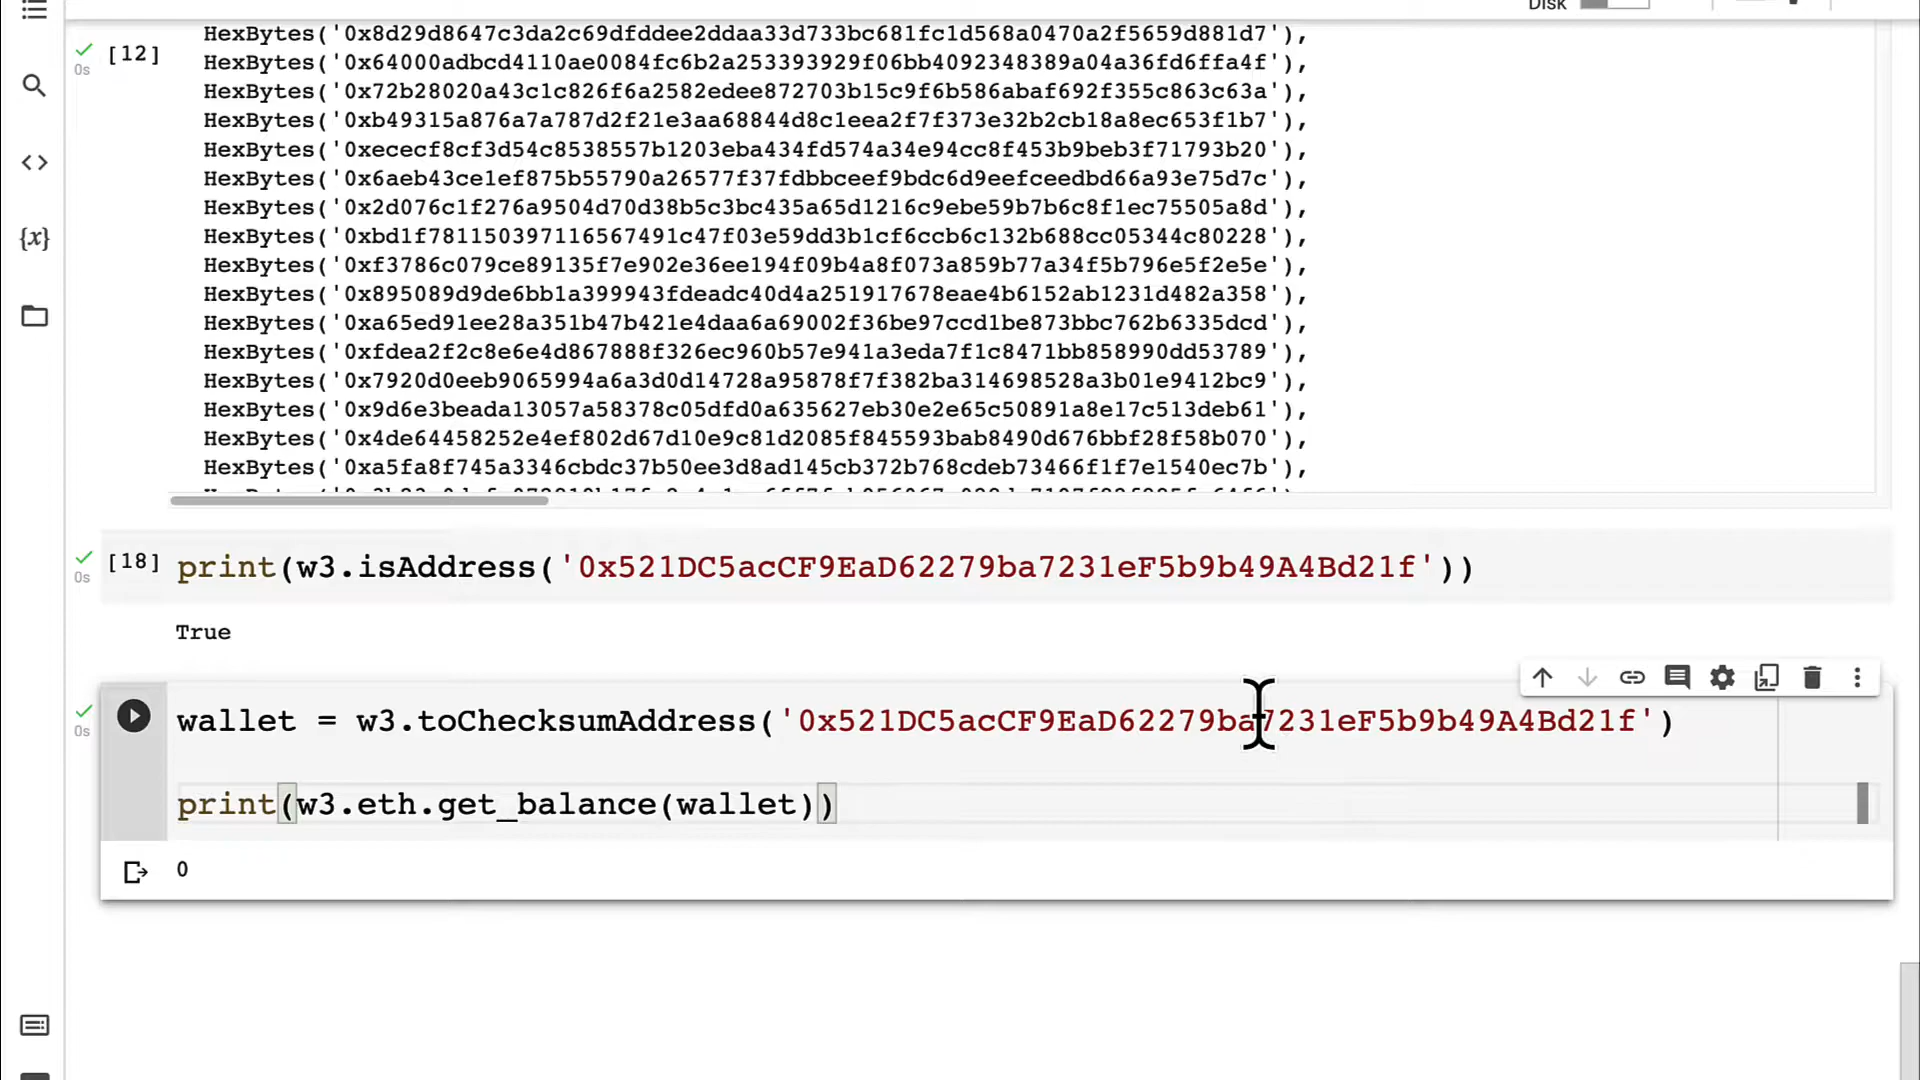 Disk
[12]
0s
HexBytes('0x8d29d8647c3da2c69dfddee2ddaa33d733bc681fc1d568a0470a2f5659d881d7'),
HexBytes('0x64000adbcd4110ae0084fc6b2a253393929f06bb4092348389a04a36fd6ffa4f'),
HexBytes('0x72b28020a43c1c826f6a2582edee872703b15c9f6b586abaf692f355c863c63a'),
HexBytes('0xb49315a876a7a787d2f21e3aa68844d8c1eea2f7f373e32b2cb18a8ec653f1b7'),
HexBytes('0xececf8cf3d54c8538557b1203eba434fd574a34e94cc8f453b9beb3f71793b20'),
HexBytes('0x6aeb43ce1ef875b55790a26577f37fdbbceef9bdc6d9eefceedbd66a93e75d7c'),
HexBytes('0x2d076c1f276a9504d70d38b5c3bc435a65d1216c9ebe59b7b6c8f1ec75505a8d'),
HexBytes('0xbd1f781150397116567491c47f03e59dd3b1cf6ccb6c132b688cc05344c80228'),
HexBytes('0xf3786c079ce89135f7e902e36ee194f09b4a8f073a859b77a34f5b796e5f2e5e'),
HexBytes('0x895089d9de6bb1a399943fdeadc40d4a251917678eae4b6152ab1231d482a358'),
HexBytes('0xa65ed91ee28a351b47b421e4daa6a69002f36be97ccd1be873bbc762b6335dcd'),
HexBytes('0xfdea2f2c8e6e4d867888f326ec960b57e941a3eda7f1c8471bb858990dd53789'),
HexBytes('0x7920d0eeb9065994a6a3d0d14728a95878f7f382ba314698528a3b01e9412bc9'),
HexBytes('0x9d6e3beada13057a58378c05dfd0a635627eb30e2e65c50891a8e17c513deb61'),
HexBytes('0x4de64458252e4ef802d67d10e9c81d2085f845593bab8490d676bbf28f58b070'),
HexBytes('0xa5fa8f745a3346cbdc37b50ee3d8ad145cb372b768cdeb73466f1f7e1540ec7b'),
[18]
0s
print(w3.isAddress('0x521DC5acCF9EaD62279ba7231eF5b9b49A4Bd21f'))
True
0s
wallet = w3.toChecksumAddress('0x521DC5acCF9EaD62279ba7231eF5b9b49A4Bd21f')
print(w3.eth.get_balance(wallet))
0